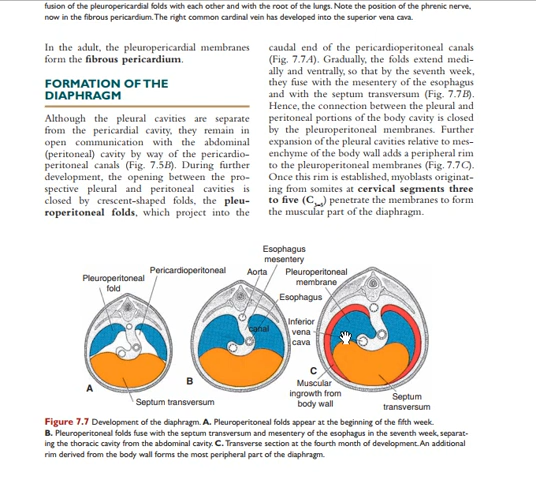 fusion of the pleuropericardial folds with each other and with the root of the lungs. Note the position of the phrenic nerve,
now in the fibrous pericardium. The right common cardinal vein has developed into the superior vena cava.
In the adult, the pleuropericardial membranes
form the fibrous pericardium.
FORMATION OF THE
DIAPHRAGM
Although the pleural cavities are separate
from the pericardial cavity, they remain in
open communication with the abdominal
(peritoneal) cavity by way of the pericardio-
peritoneal canals (Fig. 7.5B). During further
development, the opening between the pro-
spective pleural and peritoneal cavities is
closed by crescent-shaped folds, the pleu-
roperitoneal folds, which project into the
caudal end of the pericardioperitoneal canals
(Fig. 7.7A). Gradually, the folds extend medi-
ally and ventrally, so that by the seventh week,
they fuse with the mesentery of the esophagus
and with the septum transversum (Fig. 7.7B).
Hence, the connection between the pleural and
peritoneal portions of the body cavity is closed
by the pleuroperitoneal membranes. Further
expansion of the pleural cavities relative to mes-
enchyme of the body wall adds a peripheral rim
to the pleuroperitoneal membranes (Fig. 7.7C).
Once this rim is established, myoblasts originat-
ing from somites at cervical segments three
to five (C3–5) penetrate the membranes to form
the muscular part of the diaphragm.
Pleuroperitoneal
fold
Pericardioperitoneal
canal
Esophagus
mesentery
Aorta
Pleuroperitoneal
membrane
Esophagus
Inferior
vena
cava
A
B
C
Septum transversum
Muscular
ingrowth from
body wall
Septum
transversum
Figure 7.7 Development of the diaphragm. A. Pleuroperitoneal folds appear at the beginning of the fifth week.
B. Pleuroperitoneal folds fuse with the septum transversum and mesentery of the esophagus in the seventh week, separat-
ing the thoracic cavity from the abdominal cavity. C. Transverse section at the fourth month of development. An additional
rim derived from the body wall forms the most peripheral part of the diaphragm.